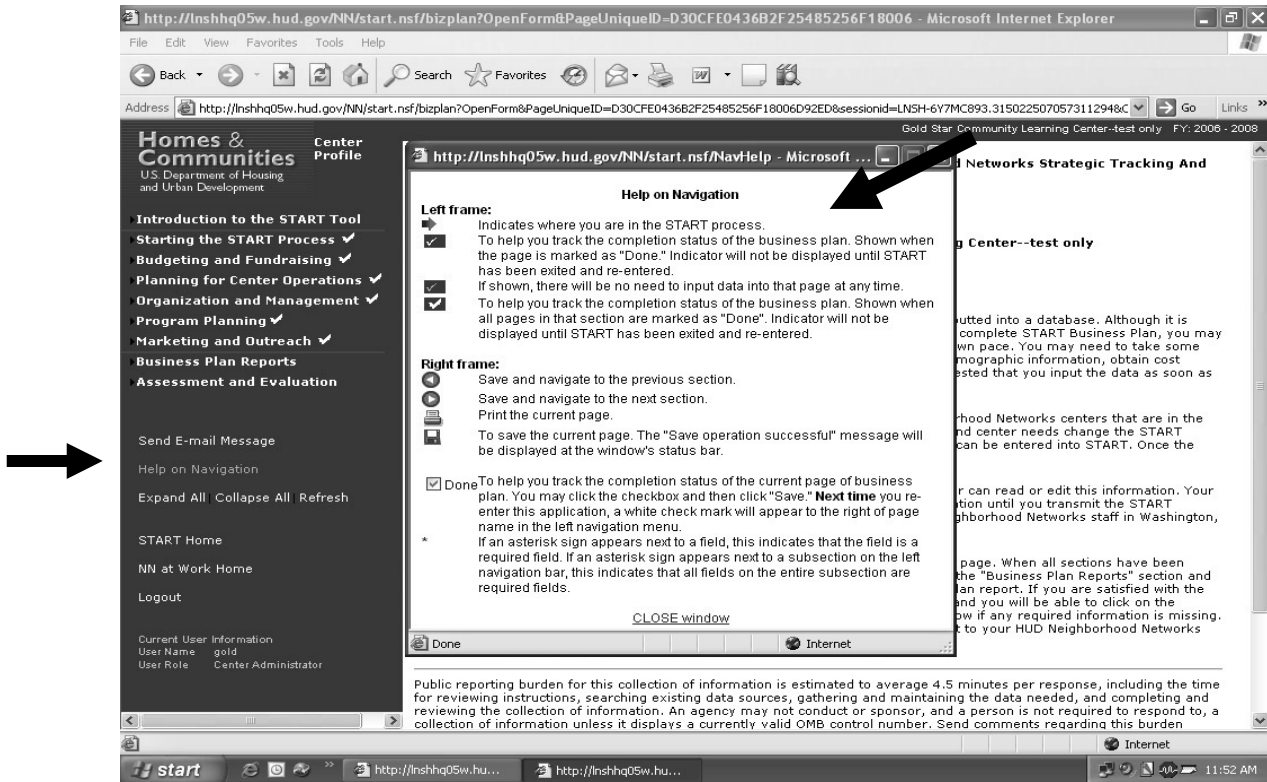 http://lnshhq05w.hud.gov/NN/start.nsf/bizplan?OpenForm&PageUniqueID=D30CFE0436B2F25485256F18006 - Microsoft Internet Explorer
File Edit View Favorites Tools Help
Back Search Favorites
Address http://lnshhq05w.hud.gov/NN/start.nsf/bizplan?OpenForm&PageUniqueID=D30CFE0436B2F25485256F18006D92ED&sessionid=LNSH-6Y7MC893.3150225070573112948&C Go Links »
Gold Star Community Learning Center--test only FY: 2006 - 2008
Homes &
Communities
U.S. Department of Housing
and Urban Development
Center
Profile
Introduction to the START Tool
Starting the START Process
Budgeting and Fundraising
Planning for Center Operations
Organization and Management
Program Planning
Marketing and Outreach
Business Plan Reports
Assessment and Evaluation
Send E-mail Message
Help on Navigation
Expand All Collapse All Refresh
START Home
NN at Work Home
Logout
Current User Information
User Name gold
User Role Center Administrator
http://lnshhq05w.hud.gov/NN/start.nsf/NavHelp - Microsoft ...
Help on Navigation
Left frame:
Indicates where you are in the START process.
To help you track the completion status of the business plan. Shown when
the page is marked as "Done." Indicator will not be displayed until START
has been exited and re-entered.
If shown, there will be no need to input data into that page at any time.
To help you track the completion status of the business plan. Shown when
all pages in that section are marked as "Done". Indicator will not be
displayed until START has been exited and re-entered.
Right frame:
Save and navigate to the previous section.
Save and navigate to the next section.
Print the current page.
To save the current page. The "Save operation successful" message will
be displayed at the window's status bar.
Done To help you track the completion status of the current page of business
plan. You may click the checkbox and then click "Save." Next time you re-
enter this application, a white check mark will appear to the right of page
name in the left navigation menu.
* If an asterisk sign appears next to a field, this indicates that the field is a
required field. If an asterisk sign appears next to a subsection on the left
navigation bar, this indicates that all fields on the entire subsection are
required fields.
CLOSE window
Done Internet
Networks Strategic Tracking And
Center--test only
into a database. Although it is
complete START Business Plan, you may
pace. You may need to take some
information, obtain cost
that you input the data as soon as
Networks centers that are in the
center needs change the START
can be entered into START. Once the
can read or edit this information. Your
until you transmit the START
Networks staff in Washington,
page. When all sections have been
the "Business Plan Reports" section and
report. If you are satisfied with the
and you will be able to click on the
if any required information is missing.
to your HUD Neighborhood Networks
Public reporting burden for this collection of information is estimated to average 4.5 minutes per response, including the time
for reviewing instructions, searching existing data sources, gathering and maintaining the data needed, and completing and
reviewing the collection of information. An agency may not conduct or sponsor, and a person is not required to respond to, a
collection of information unless it displays a currently valid OMB control number. Send comments regarding this burden
Internet
start » http://lnshhq05w.hu... http://lnshhq05w.hu... 11:52 AM